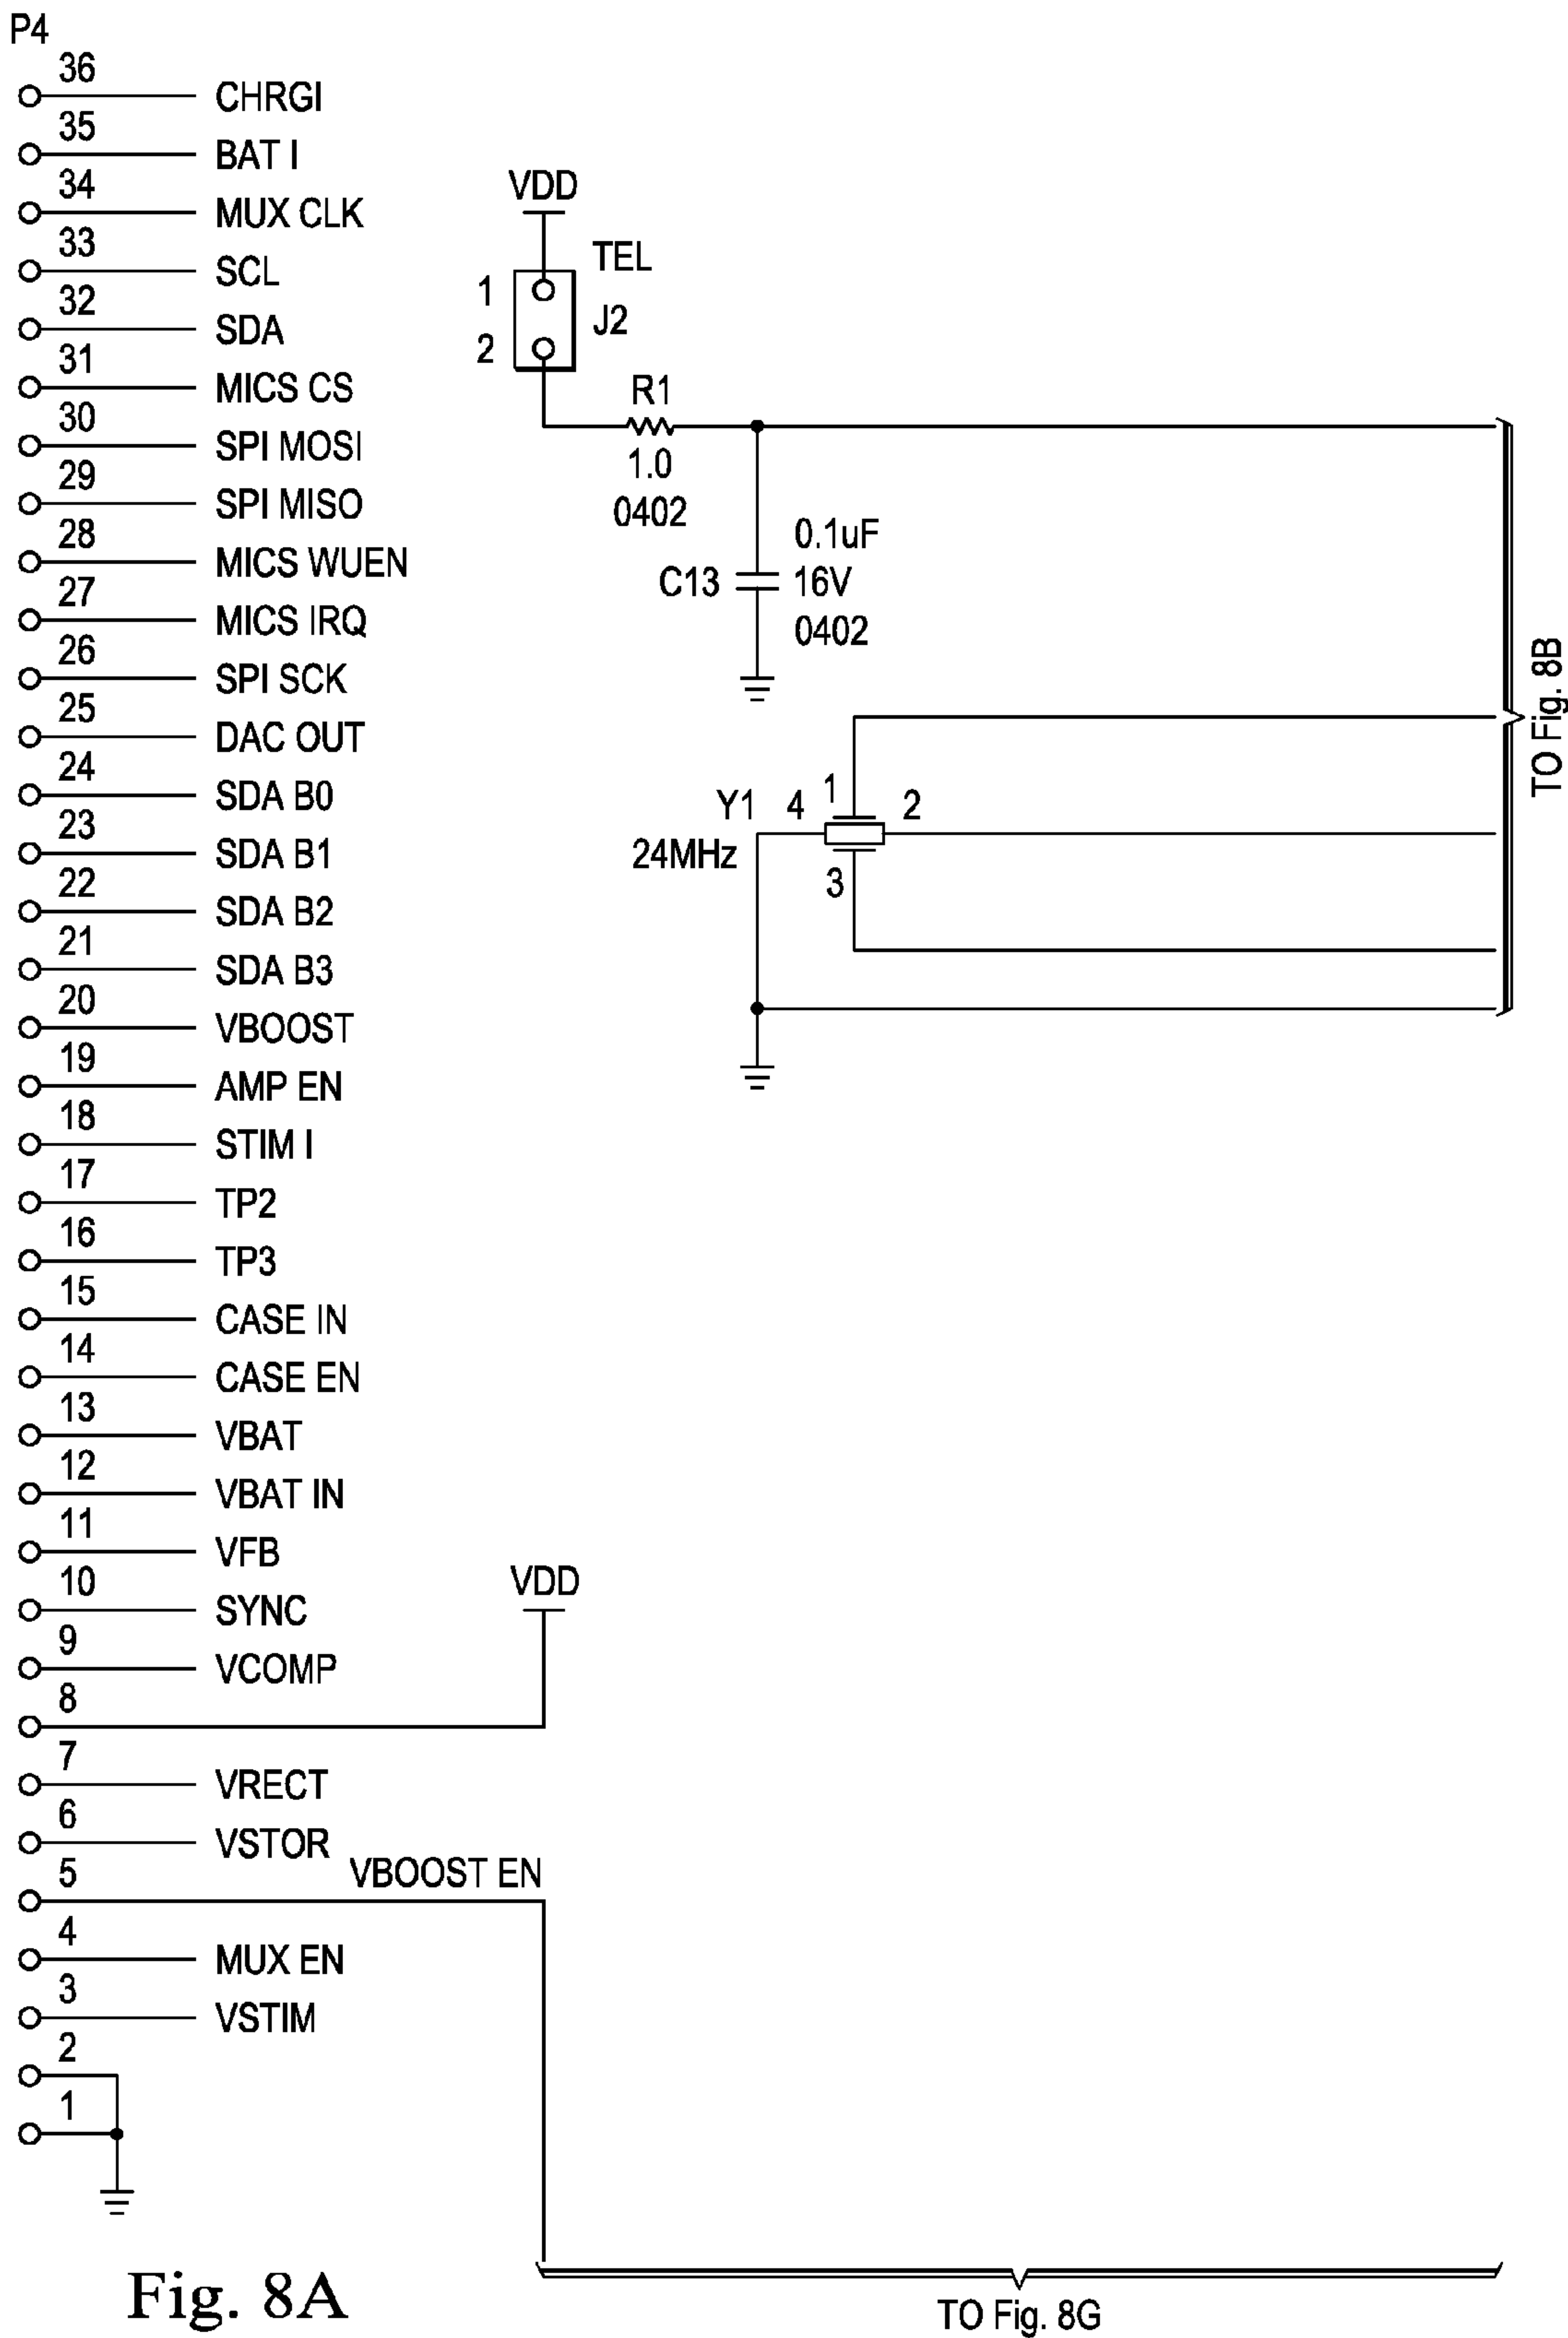 P4
36 CHRGI
35 BAT I
34 MUX CLK
33 SCL
32 SDA
31 MICS CS
30 SPI MOSI
29 SPI MISO
28 MICS WUEN
27 MICS IRQ
26 SPI SCK
25 DAC OUT
24 SDA B0
23 SDA B1
22 SDA B2
21 SDA B3
20 VBOOST
19 AMP EN
18 STIM I
17 TP2
16 TP3
15 CASE IN
14 CASE EN
13 VBAT
12 VBAT IN
11 VFB
10 SYNC
9 VCOMP
8
VDD
7 VRECT
6 VSTOR
5 VBOOST EN
4 MUX EN
3 VSTIM
2
1
VDD
TEL
1
J2
2
R1
1.0
0402
0.1uF
C13 16V
0402
Y1 4 1 2
24MHz
3
TO Fig. 8B
TO Fig. 8G
Fig. 8A